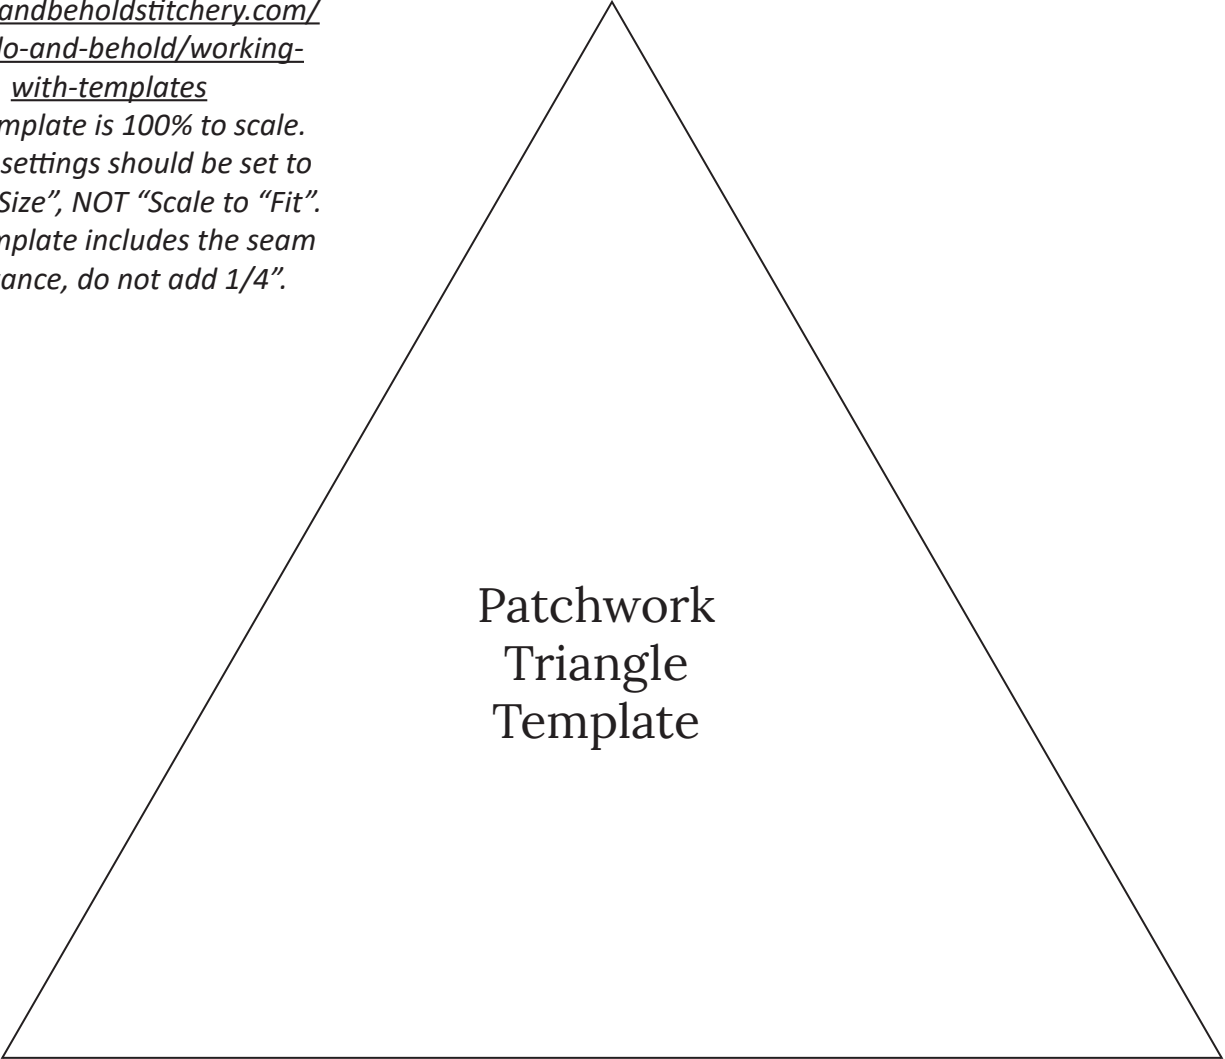 andbeholdstitchery.com/
lo-and-behold/working-
with-templates
mplate is 100% to scale.
settings should be set to
Size”, NOT “Scale to “Fit”.
mplate includes the seam
ance, do not add 1/4”.
Patchwork
Triangle
Template